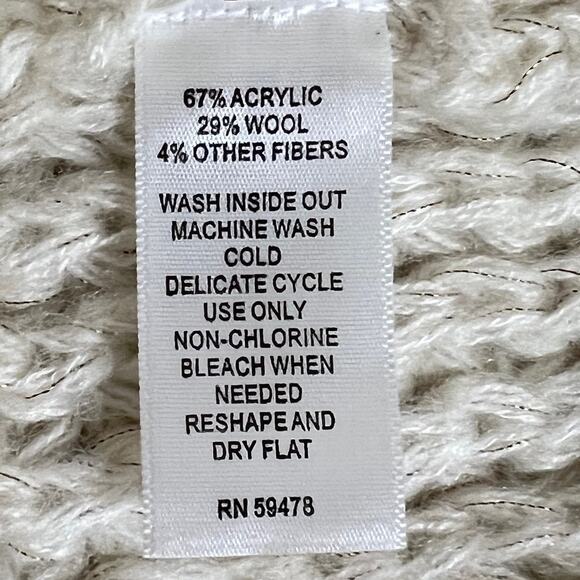 67% ACRYLIC
29% WOOL
4% OTHER FIBERS
WASH INSIDE OUT
MACHINE WASH
COLD
DELICATE CYCLE
USE ONLY
NON-CHLORINE
BLEACH WHEN
NEEDED
RESHAPE AND
DRY FLAT
RN 59478